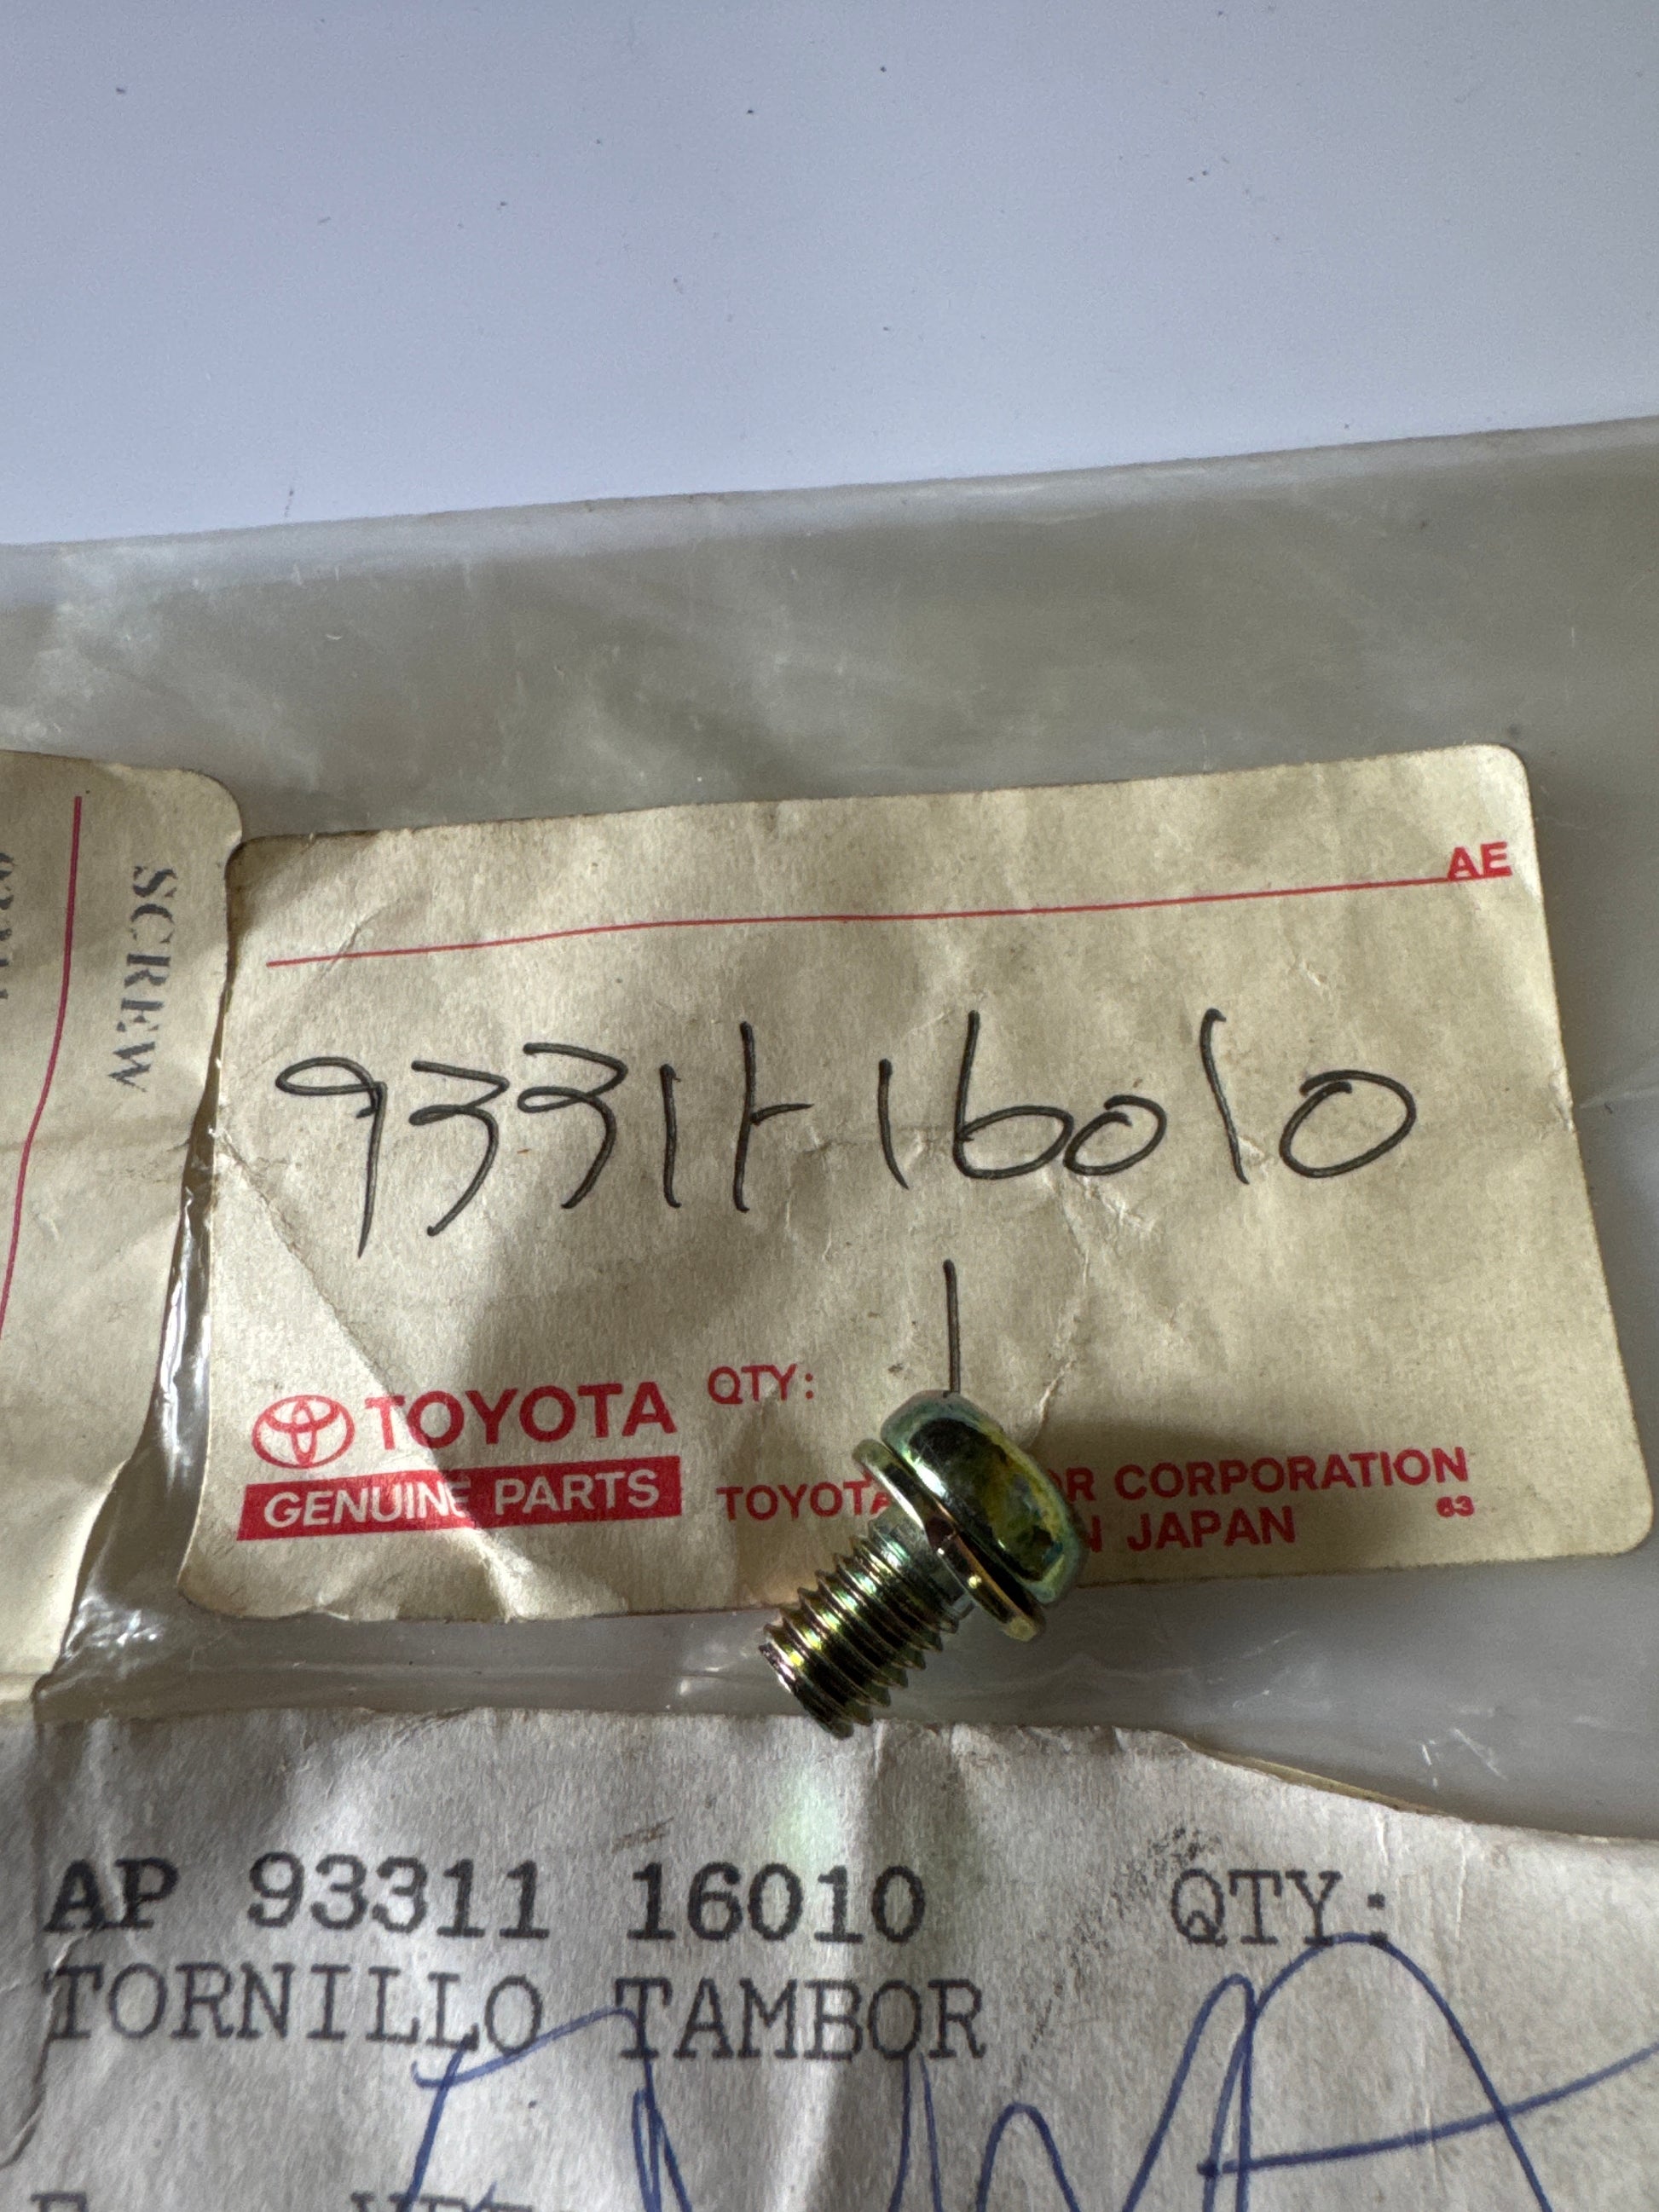 SCREW
AE
93311-16010
1
TOYOTA QTY:
GENUINE PARTS TOYOTA CORPORATION
JAPAN 63
AP 93311 16010 QTY:
TORNILLO TAMBOR